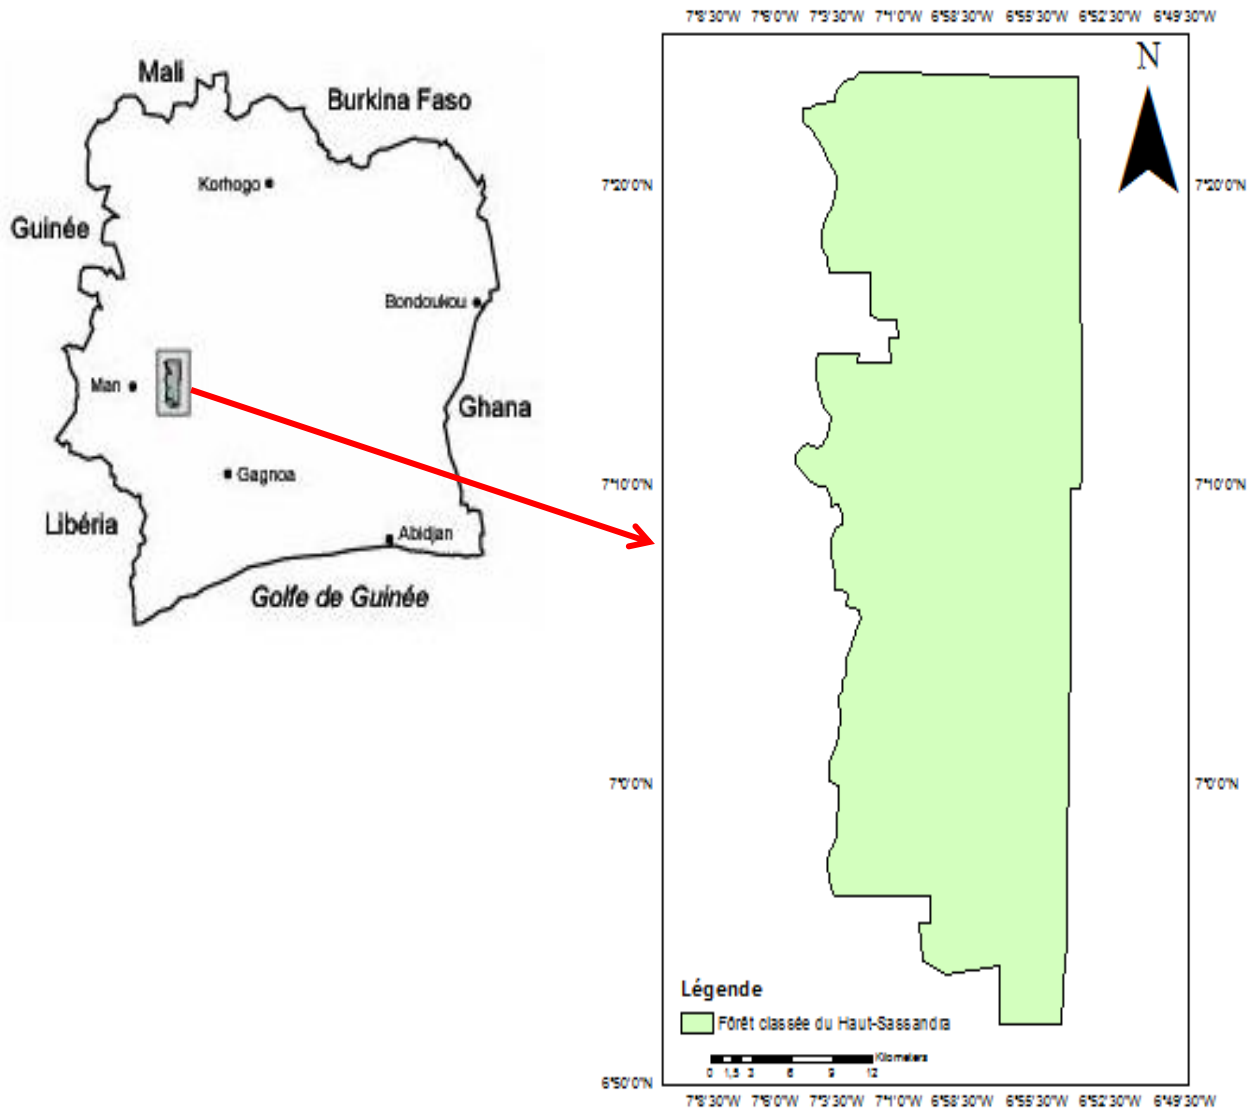 Mali
Burkina Faso
Korhogo
Guinée
Bondoukou
Man
Ghana
Gagnoa
Libéria
Abidjan
Golfe de Guinée
7°8'30"W 7°6'0"W 7°3'30"W 7°1'0"W 6°58'30"W 6°55'30"W 6°52'30"W 6°49'30"W
N
7°20'0"N 7°20'0"N
7°10'0"N 7°10'0"N
7°0'0"N 7°0'0"N
Légende
Fôrêt classée du Haut-Sassandra
Kilometers
0 1,5 3 6 9 12
6°50'0"N
7°8'30"W 7°6'0"W 7°3'30"W 7°1'0"W 6°58'30"W 6°55'30"W 6°52'30"W 6°49'30"W